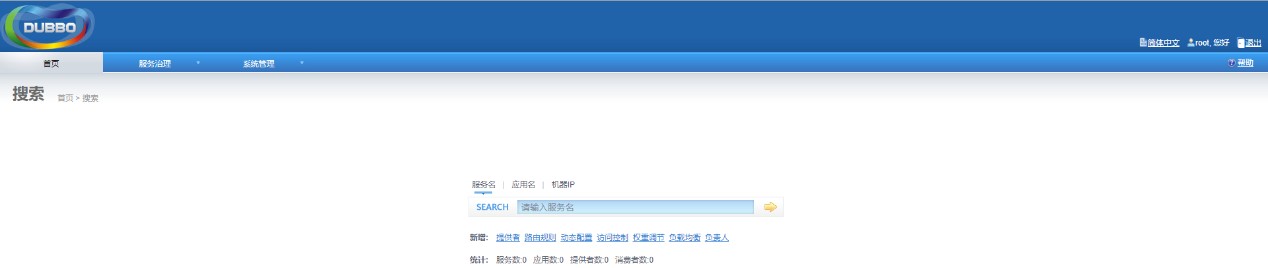 DUBBO
简体中文 root, 您好 退出
首页 服务治理 系统管理 帮助
搜索 首页 > 搜索
服务名 | 应用名 | 机器IP
SEARCH 请输入服务名
新增: 提供者 路由规则 动态配置 访问控制 权重调节 负载均衡 负责人
统计: 服务数:0 应用数:0 提供者数:0 消费者数:0